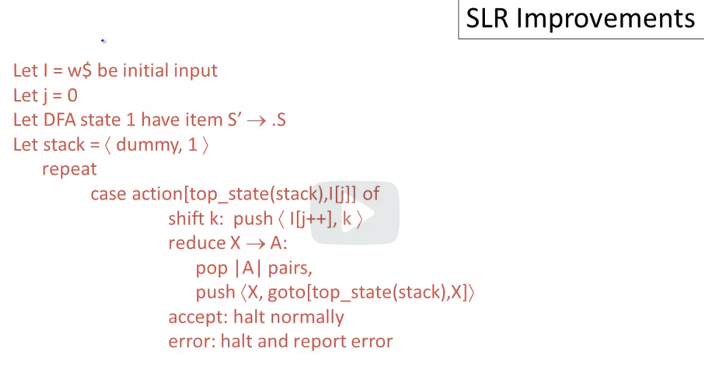 SLR Improvements
Let I = w$ be initial input
Let j = 0
Let DFA state 1 have item S’ → .S
Let stack = 〈 dummy, 1 〉
repeat
case action[top_state(stack),I[j]] of
shift k: push 〈 I[j++], k 〉
reduce X → A:
pop |A| pairs,
push 〈X, goto[top_state(stack),X]〉
accept: halt normally
error: halt and report error